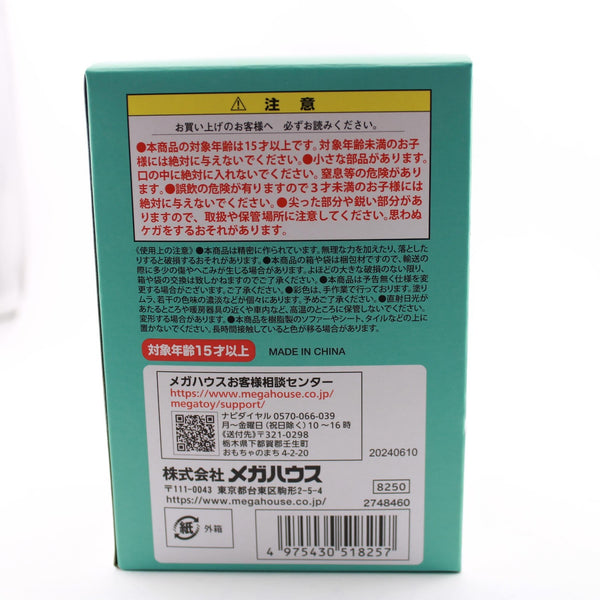 ⚠ 注意
お買い上げのお客様へ 必ずお読みください。
●本商品の対象年齢は15才以上です。対象年齢未満のお子
様には絶対に与えないでください。●小さな部品があります。
口の中に絶対に入れないでください。窒息等の危険があります。
●誤飲の危険が有りますので3才未満のお子様には
絶対に与えないでください。●尖った部分や鋭い部分があり
ますので、取扱や保管場所に注意してください。思わぬ
ケガをするおそれがあります。
《使用上の注意》●本商品は精密に作られています。無理な力を加えたり、落とした
りすると破損するおそれがあります。●本商品の箱や袋は梱包材ですので、輸送の
際に多少の傷やへこみが生じる場合があります。よほどの大きな破損のない限り、
箱や袋の交換は致しかねますのでご了承ください。●本商品は予告無く仕様を変
更する場合がございます。ご了承ください。●彩色は、手作業で行っております。塗
りムラ、若干の色味の濃淡などが個々にあります。予めご了承ください。●直射日光が
あたるところや暖房器具の近くや車内など、高温のところに保管しないでください。
変形する場合があります。●本商品を樹脂製のソファーやシート、タイルなどの上に
置かないでください。長時間接触していると色が移る場合があります。
対象年齢15才以上 MADE IN CHINA
メガハウスお客様相談センター
https://www.megahouse.co.jp/
megatoy/support/
ナビダイヤル 0570-066-039
月〜金曜日(祝日除く)10〜16時
《送付先》〒321-0298
栃木県下都賀郡壬生町
おもちゃのまち 4-2-20
20240610
株式会社メガハウス
〒111-0043 東京都台東区駒形2-5-4
https://www.megahouse.co.jp/
8250
2748460
紙 外箱
4 975430 518257